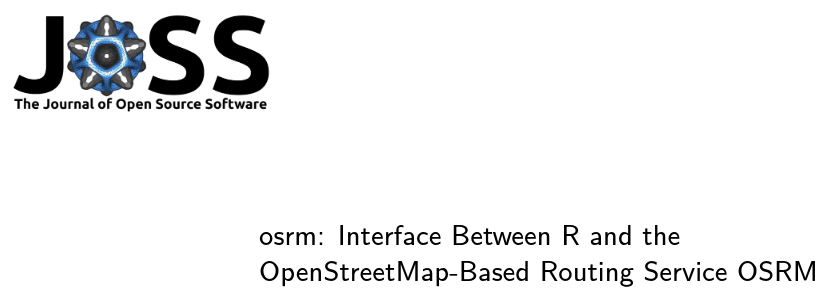 JOSS
The Journal of Open Source Software
osrm: Interface Between R and the
OpenStreetMap-Based Routing Service OSRM